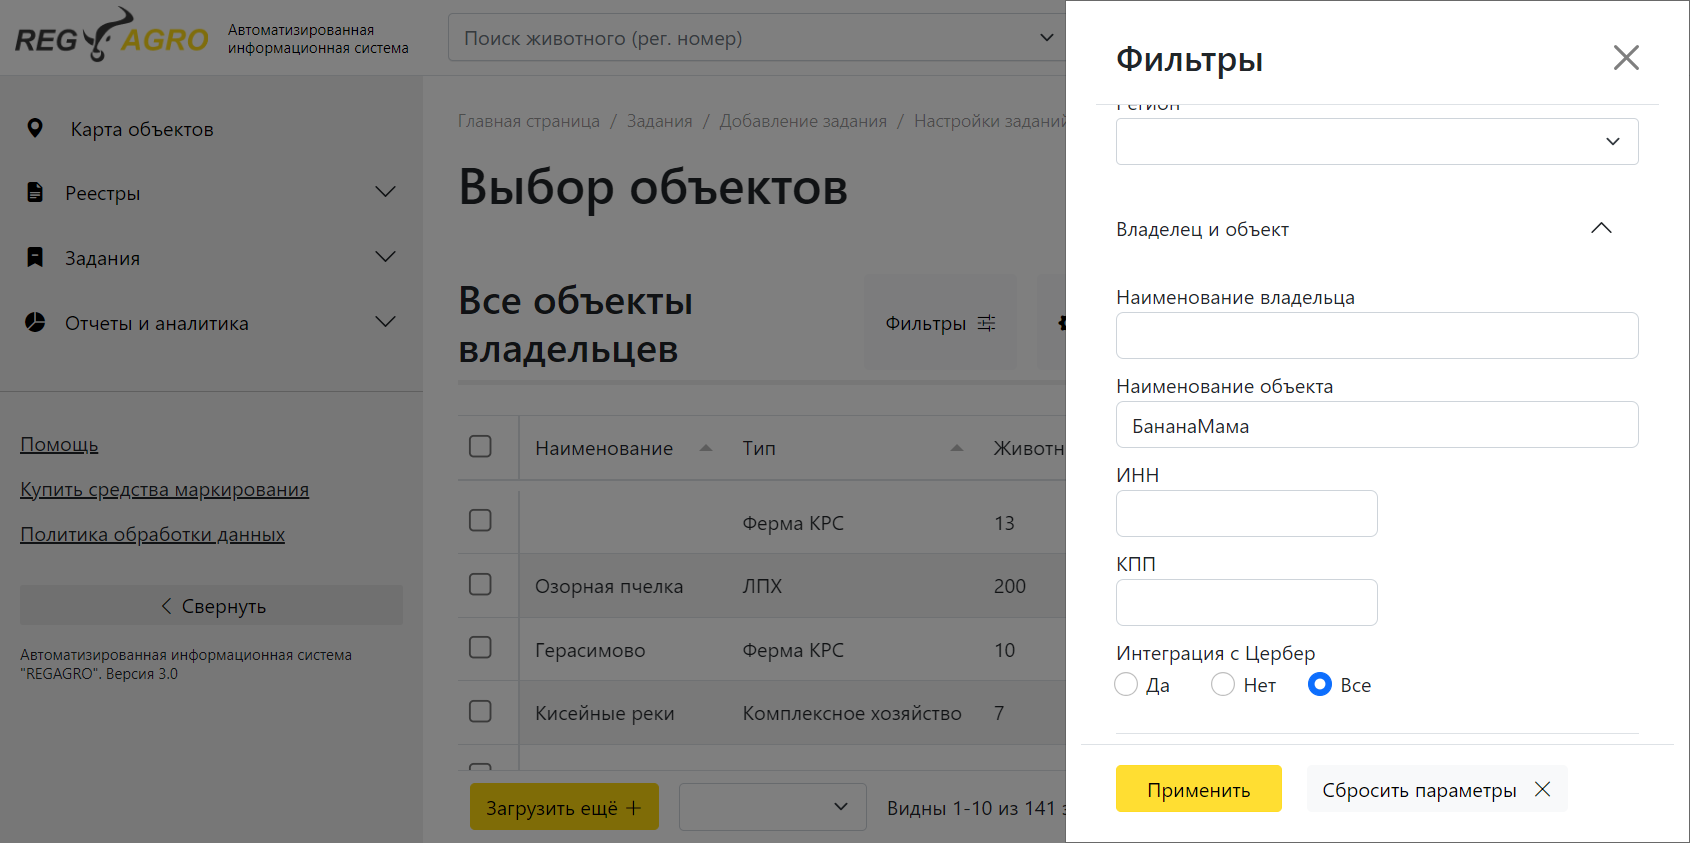 REG AGRO
Автоматизированная
информационная система
Поиск животного (рег. номер)
Карта объектов
Реестры
Задания
Отчеты и аналитика
Помощь
Купить средства маркирования
Политика обработки данных
Свернуть
Автоматизированная информационная система
"REGAGRO". Версия 3.0
Главная страница / Задания / Добавление задания / Настройки заданий
Выбор объектов
Все объекты
владельцев
Фильтры
Наименование Тип Животн
Ферма КРС 13
Озорная пчелка ЛПХ 200
Герасимово Ферма КРС 10
Кисейные реки Комплексное хозяйство 7
Загрузить ещё
Видны 1-10 из 141 з
Фильтры
Регион
Владелец и объект
Наименование владельца
Наименование объекта
БананаМама
ИНН
КПП
Интеграция с Цербер
Да Нет Все
Применить
Сбросить параметры